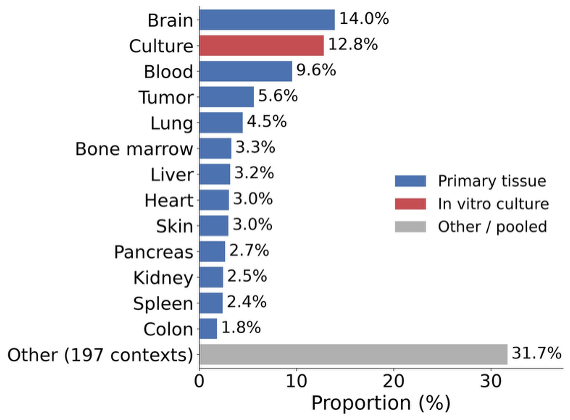 Brain 14.0%
Culture 12.8%
Blood 9.6%
Tumor 5.6%
Lung 4.5%
Bone marrow 3.3%
Liver 3.2%
Heart 3.0%
Skin 3.0%
Pancreas 2.7%
Kidney 2.5%
Spleen 2.4%
Colon 1.8%
Other (197 contexts) 31.7%
Primary tissue
In vitro culture
Other / pooled
0 10 20 30
Proportion (%)